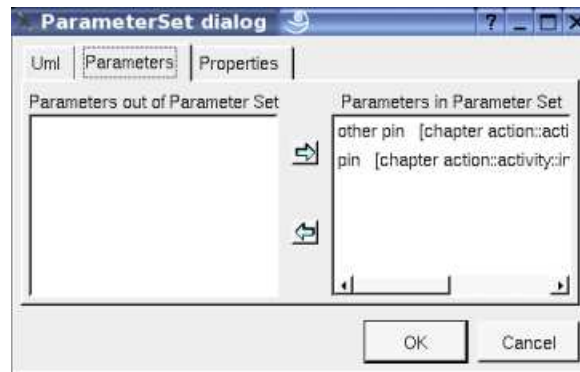 ParameterSet dialog
Uml Parameters Properties
Parameters out of Parameter Set Parameters in Parameter Set
other pin [chapter action::acti
pin [chapter action::activity::ir
OK Cancel